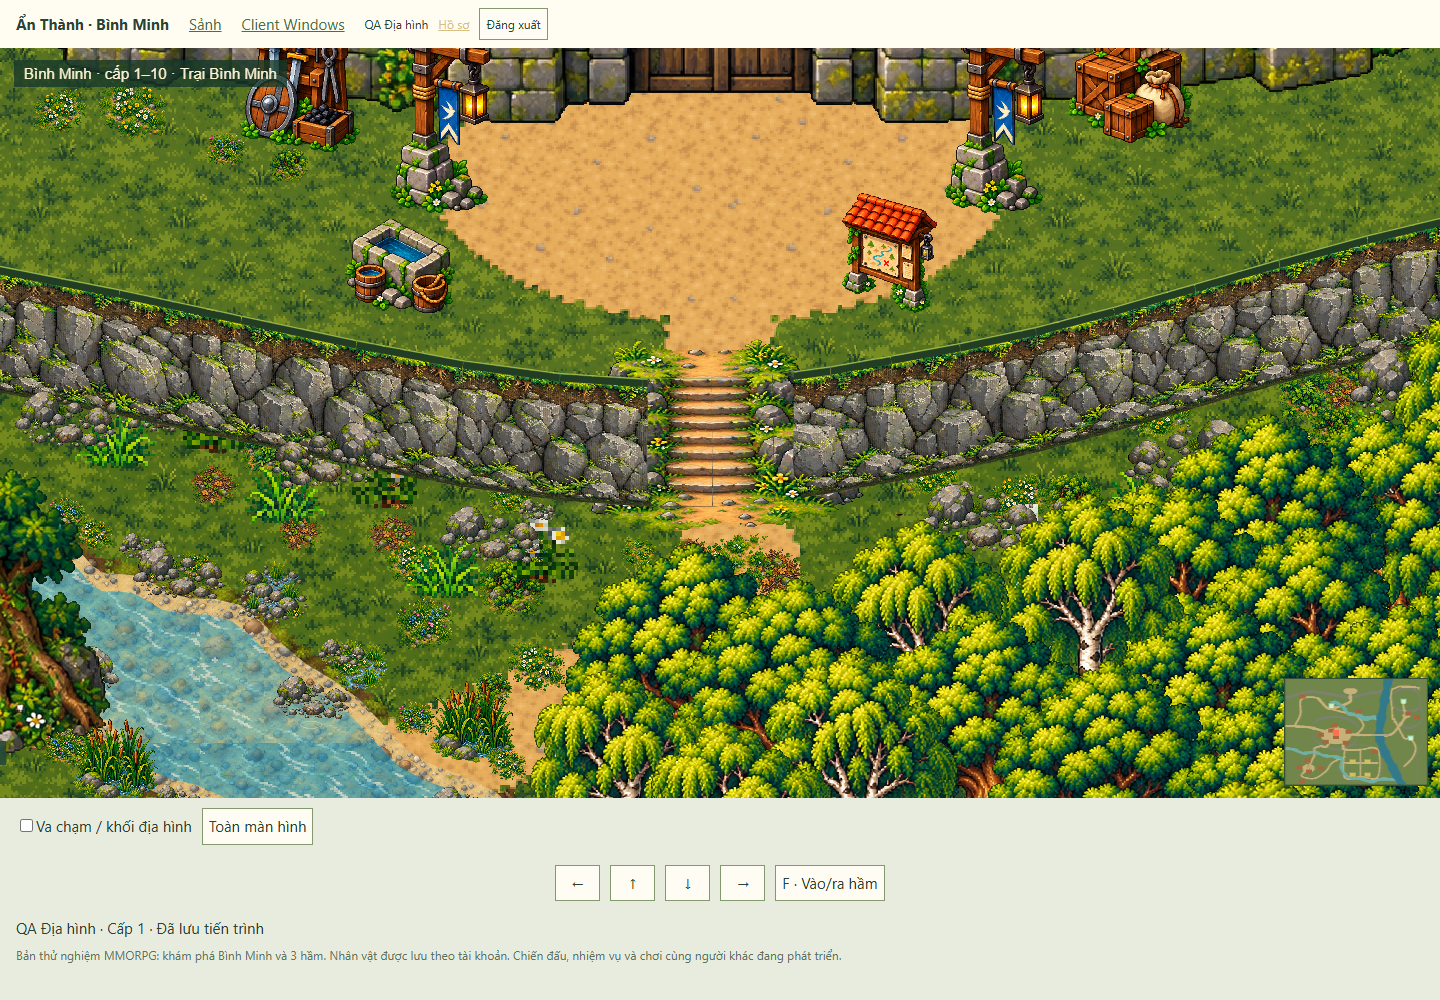 Ẩn Thành · Bình Minh Sảnh Client Windows QA Địa hình Hồ sơ Đăng xuất
Bình Minh · cấp 1–10 · Trại Bình Minh
Va chạm / khối địa hình Toàn màn hình
← ↑ ↓ → F · Vào/ra hầm
QA Địa hình · Cấp 1 · Đã lưu tiến trình
Bản thử nghiệm MMORPG: khám phá Bình Minh và 3 hầm. Nhân vật được lưu theo tài khoản. Chiến đấu, nhiệm vụ và chơi cùng người khác đang phát triển.